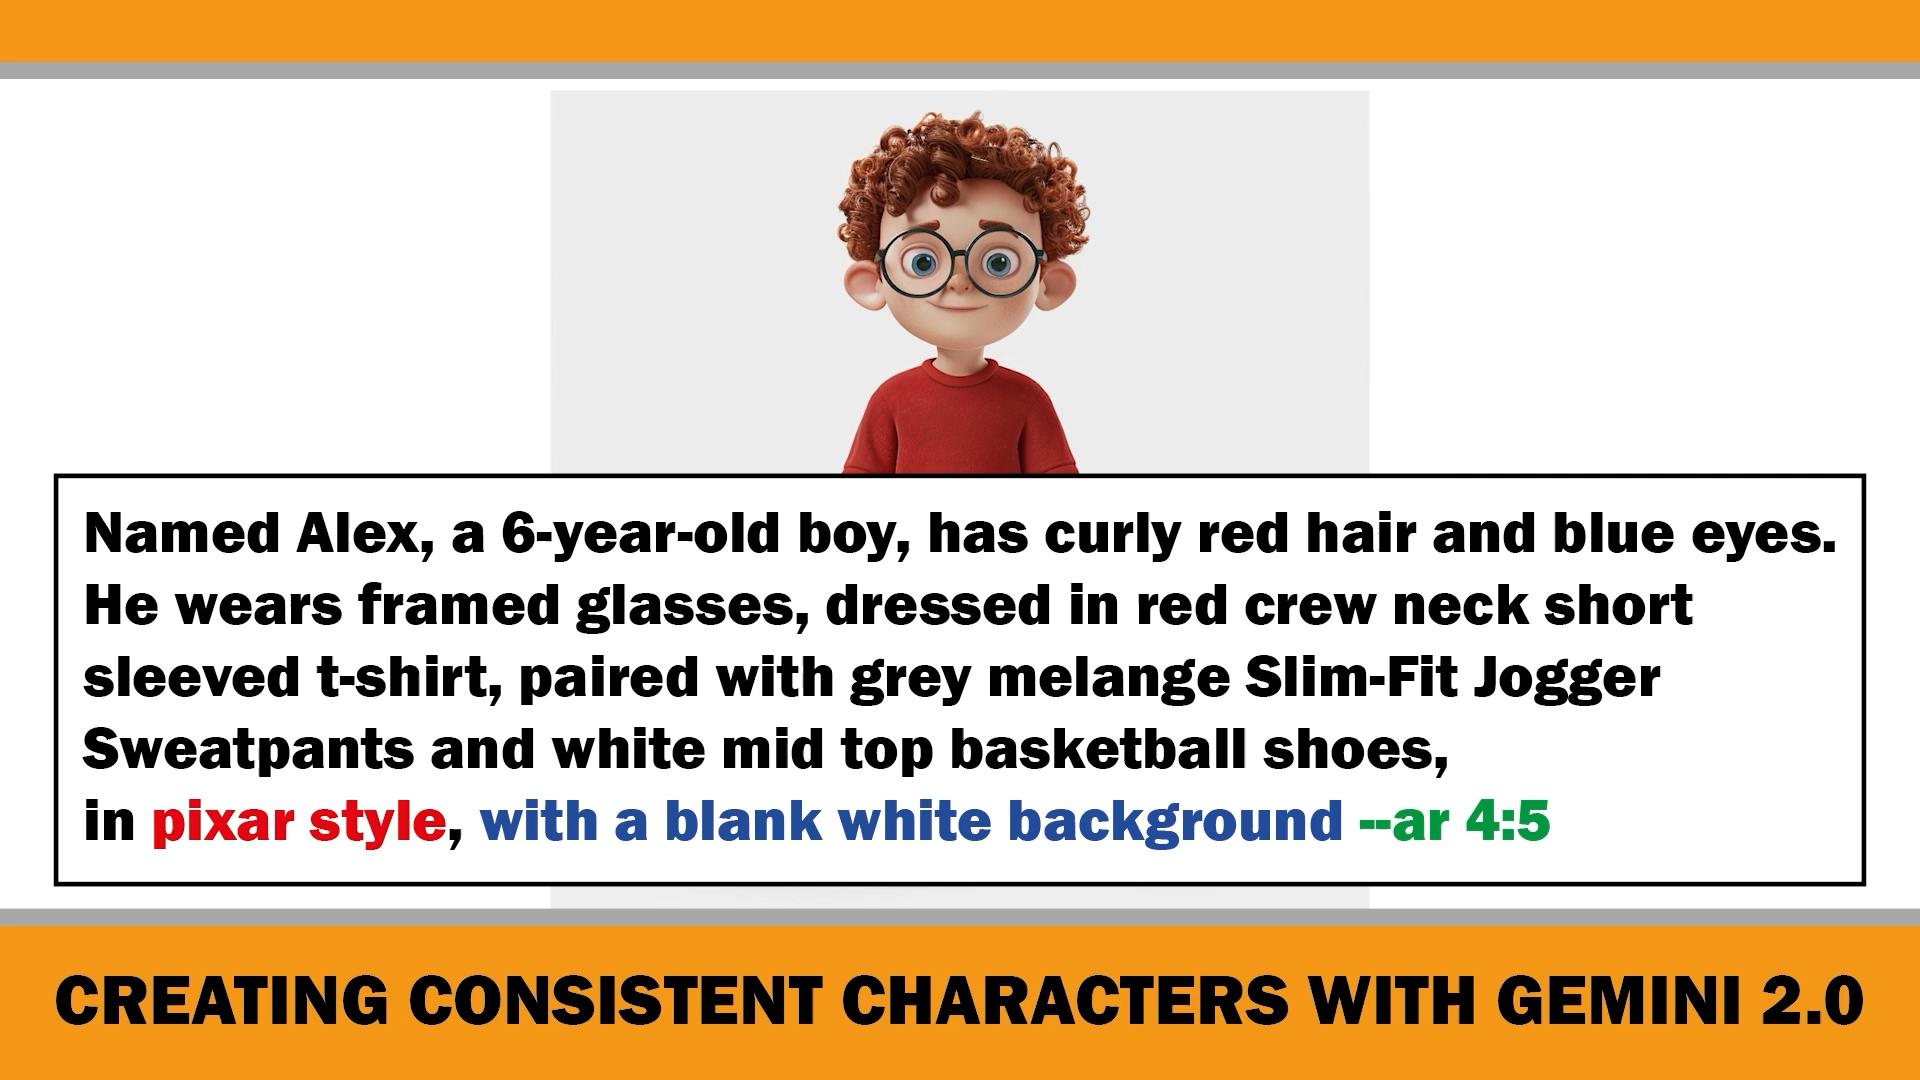 Named Alex, a 6-year-old boy, has curly red hair and blue eyes.
He wears framed glasses, dressed in red crew neck short
sleeved t-shirt, paired with grey melange Slim-Fit Jogger
Sweatpants and white mid top basketball shoes,
in pixar style, with a blank white background --ar 4:5
CREATING CONSISTENT CHARACTERS WITH GEMINI 2.0